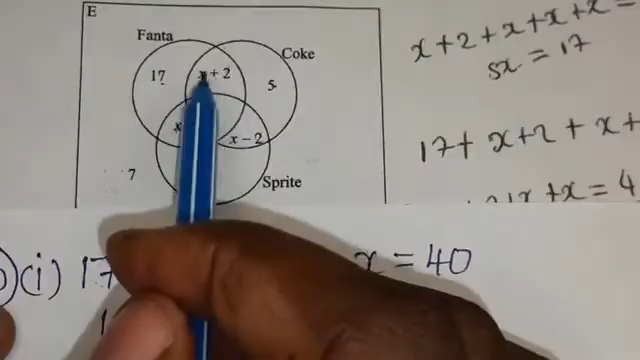 E
Fanta
Coke
17
x + 2
5
x
x - 2
7
Sprite
x + 2 + x + x + x =
5x = 17
17 + x + 2 + x +
+ x = 4
(i) 17
x = 40